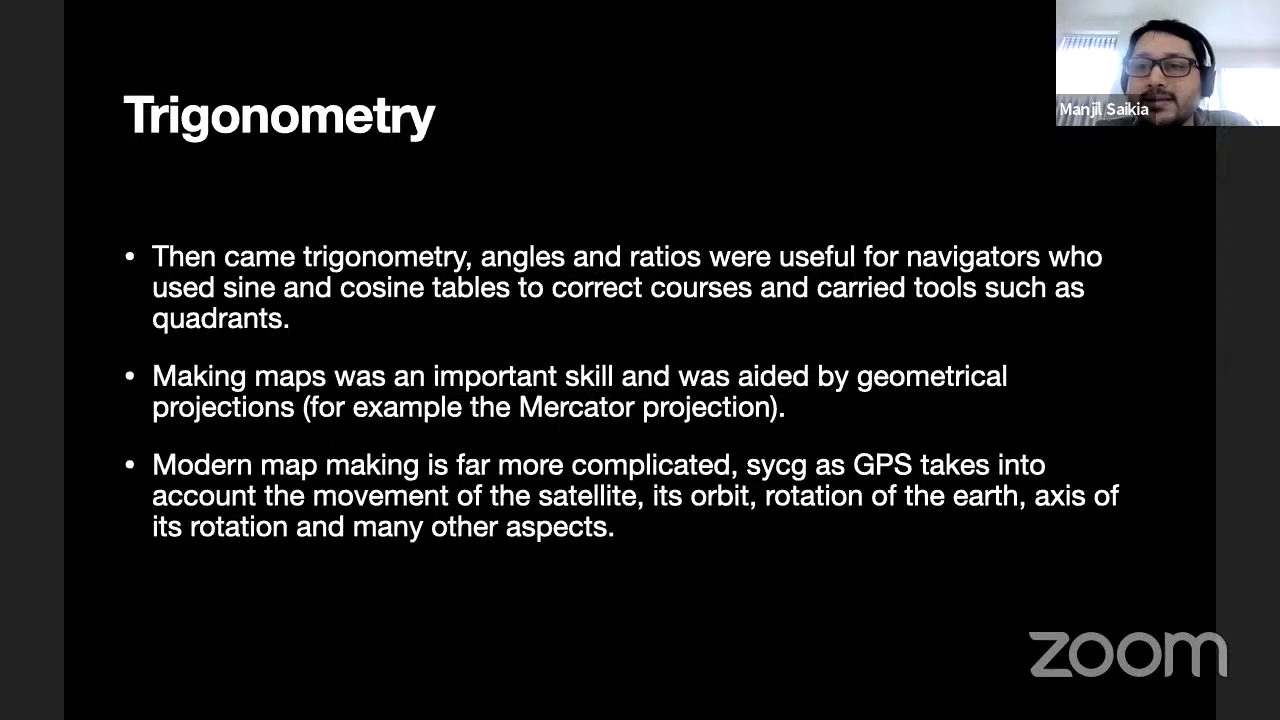 Trigonometry
Manjil Saikia
• Then came trigonometry, angles and ratios were useful for navigators who
used sine and cosine tables to correct courses and carried tools such as
quadrants.
• Making maps was an important skill and was aided by geometrical
projections (for example the Mercator projection).
• Modern map making is far more complicated, sycg as GPS takes into
account the movement of the satellite, its orbit, rotation of the earth, axis of
its rotation and many other aspects.
zoom